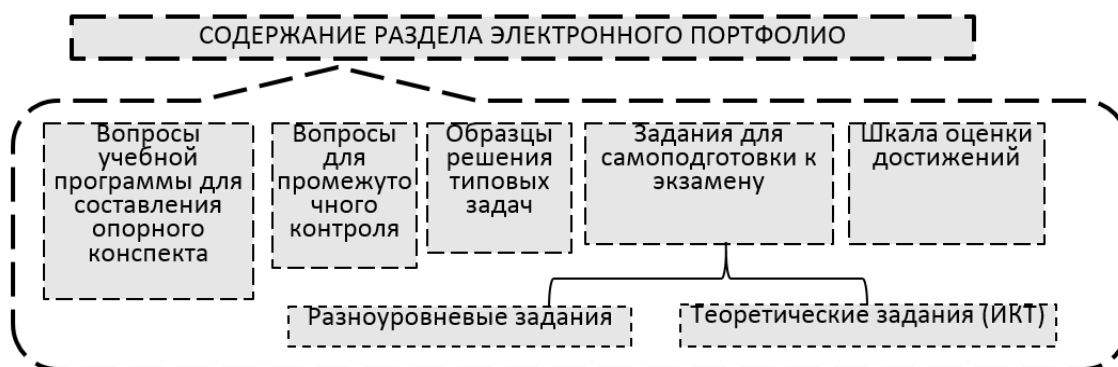 СОДЕРЖАНИЕ РАЗДЕЛА ЭЛЕКТРОННОГО ПОРТФОЛИО
Вопросы
учебной
программы для
составления
опорного
конспекта
Вопросы
для
промежуто
чного
контроля
Образцы
решения
типовых
задач
Задания для
самоподготовки к
экзамену
Шкала оценки
достижений
Разноуровневые задания
Теоретические задания (ИКТ)